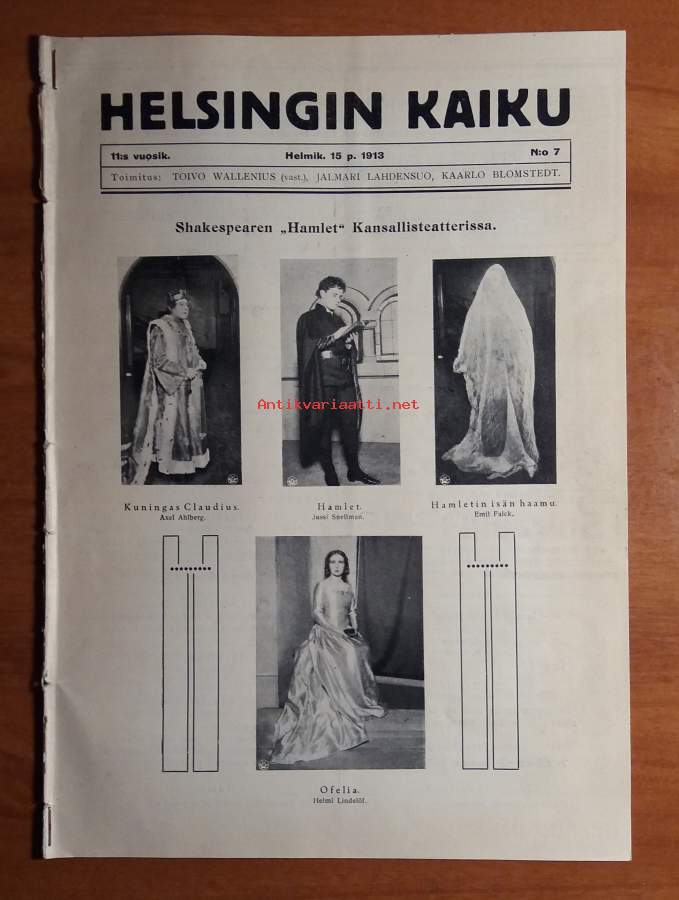 HELSINGIN KAIKU
11:s vuosik. Helmik. 15 p. 1913 N:o 7
Toimitus: TOIVO WALLENIUS (vast.), JALMARI LAHDENSUO, KAARLO BLOMSTEDT.
Shakespearen „Hamlet“ Kansallisteatterissa.
Antikvariaatti.net
Kuningas Claudius.
Axel Ahlberg.
Hamlet.
Jussi Snellman.
Hamletin isän haamu.
Emil Falck.
Ofelia.
Helmi Lindelöf.